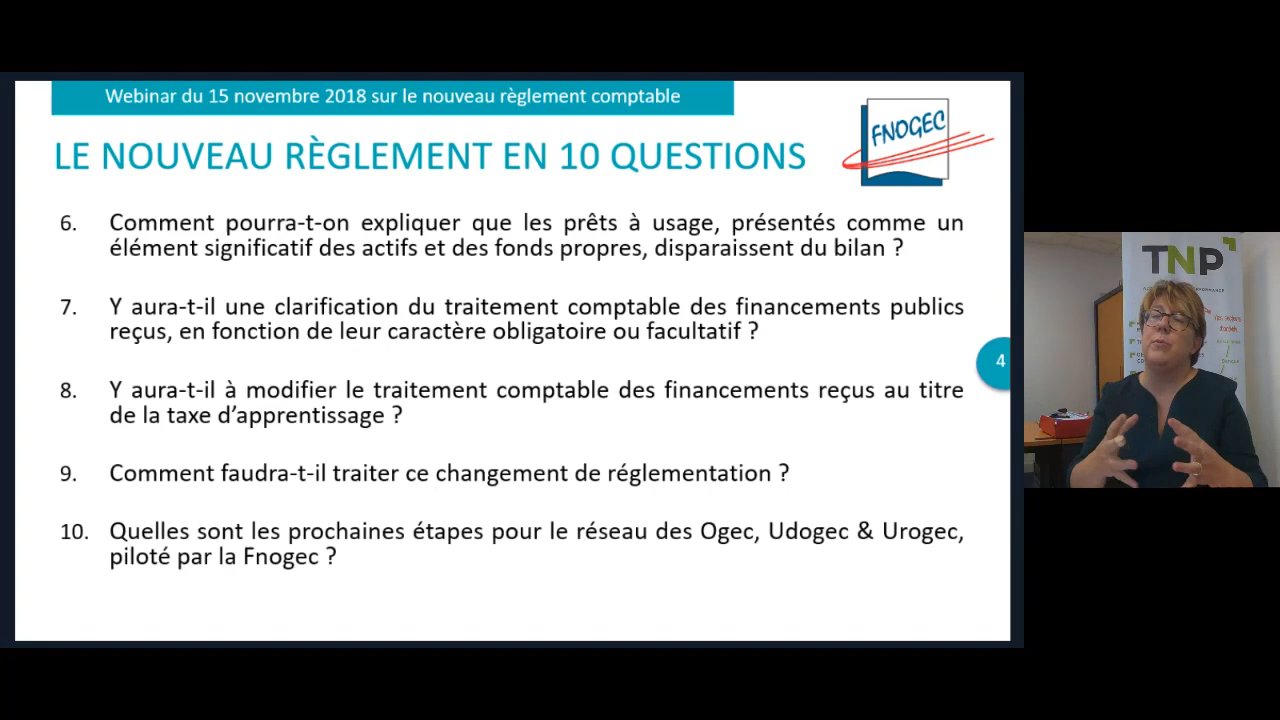 Webinar du 15 novembre 2018 sur le nouveau règlement comptable
FNOGEC
LE NOUVEAU RÈGLEMENT EN 10 QUESTIONS
6. Comment pourra-t-on expliquer que les prêts à usage, présentés comme un
élément significatif des actifs et des fonds propres, disparaissent du bilan ?
7. Y aura-t-il une clarification du traitement comptable des financements publics
reçus, en fonction de leur caractère obligatoire ou facultatif ?
8. Y aura-t-il à modifier le traitement comptable des financements reçus au titre
de la taxe d’apprentissage ?
9. Comment faudra-t-il traiter ce changement de réglementation ?
10. Quelles sont les prochaines étapes pour le réseau des Ogec, Udogec & Urogec,
piloté par la Fnogec ?
4
TNP